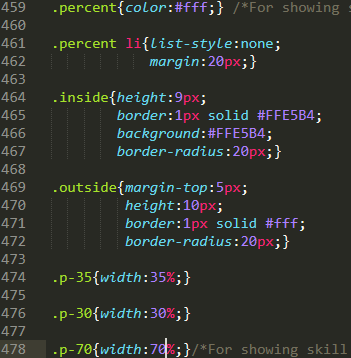 459 .percent{color:#fff;} /*For showing
460
461 .percent li{list-style:none;
462 margin:20px;}
463
464 .inside{height:9px;
465 border:1px solid #FFE5B4;
466 background:#FFE5B4;
467 border-radius:20px;}
468
469 .outside{margin-top:5px;
470 height:10px;
471 border:1px solid #fff;
472 border-radius:20px;}
473
474 .p-35{width:35%;}
475
476 .p-30{width:30%;}
477
478 .p-70{width:70%;}/*For showing skill